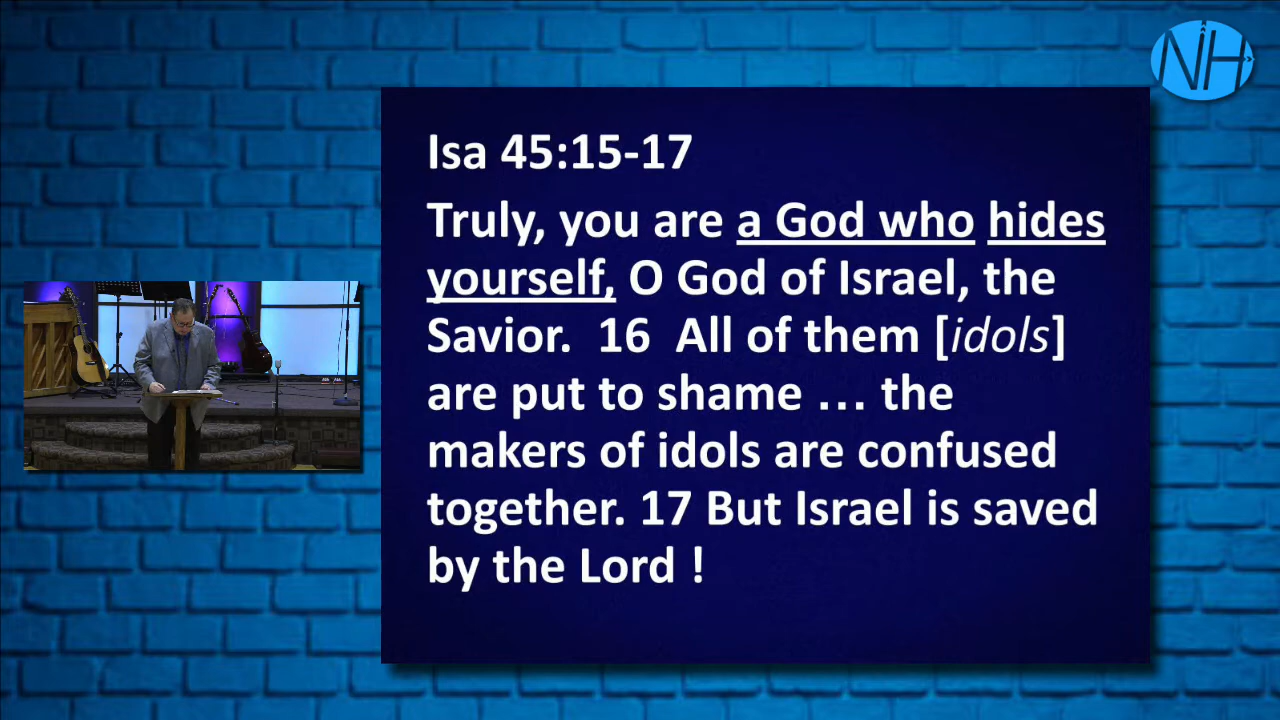 NH
Isa 45:15-17
Truly, you are a God who hides
yourself, O God of Israel, the
Savior.  16  All of them [idols]
are put to shame … the
makers of idols are confused
together. 17 But Israel is saved
by the Lord !